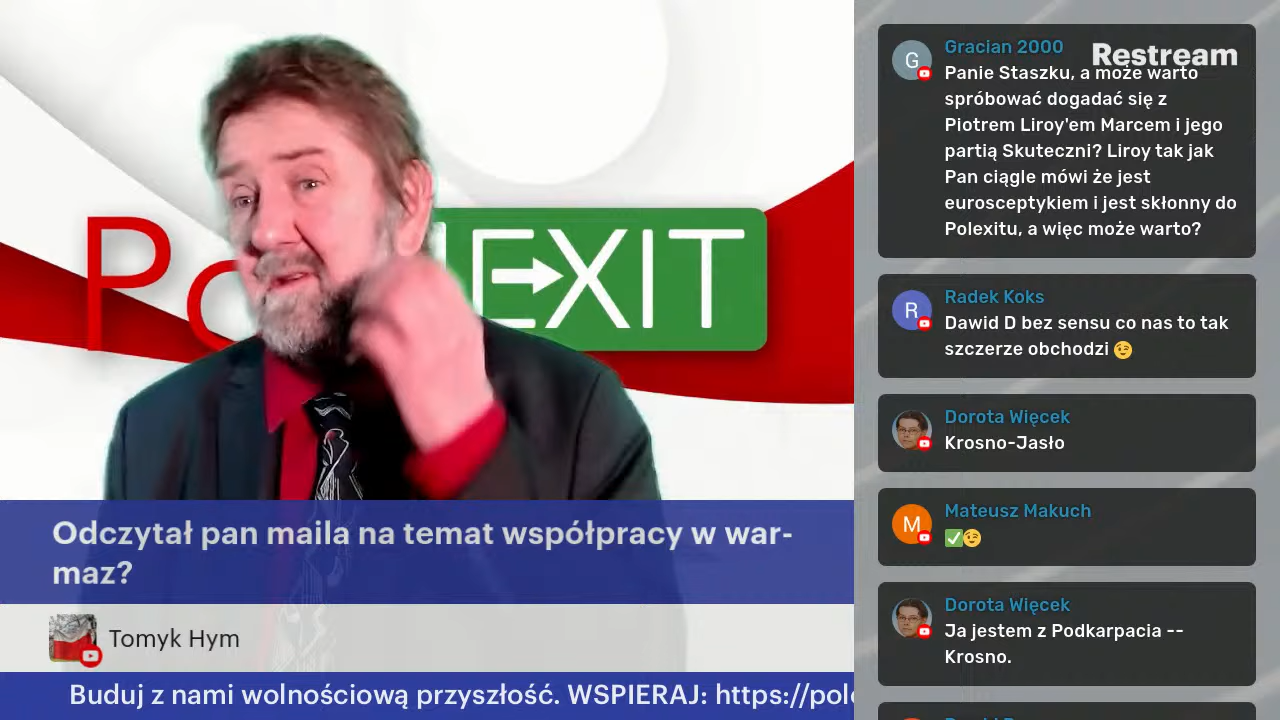 Po EXIT
Odczytał pan maila na temat współpracy w war-
maz?
Tomyk Hym
Buduj z nami wolnościową przyszłość. WSPIERAJ: https://pol
Restream
G
Gracian 2000
Panie Staszku, a może warto
spróbować dogadać się z
Piotrem Liroy'em Marcem i jego
partią Skuteczni? Liroy tak jak
Pan ciągle mówi że jest
eurosceptykiem i jest skłonny do
Polexitu, a więc może warto?
R
Radek Koks
Dawid D bez sensu co nas to tak
szczerze obchodzi 😉
Dorota Więcek
Krosno-Jasło
M
Mateusz Makuch
✅😉
Dorota Więcek
Ja jestem z Podkarpacia --
Krosno.